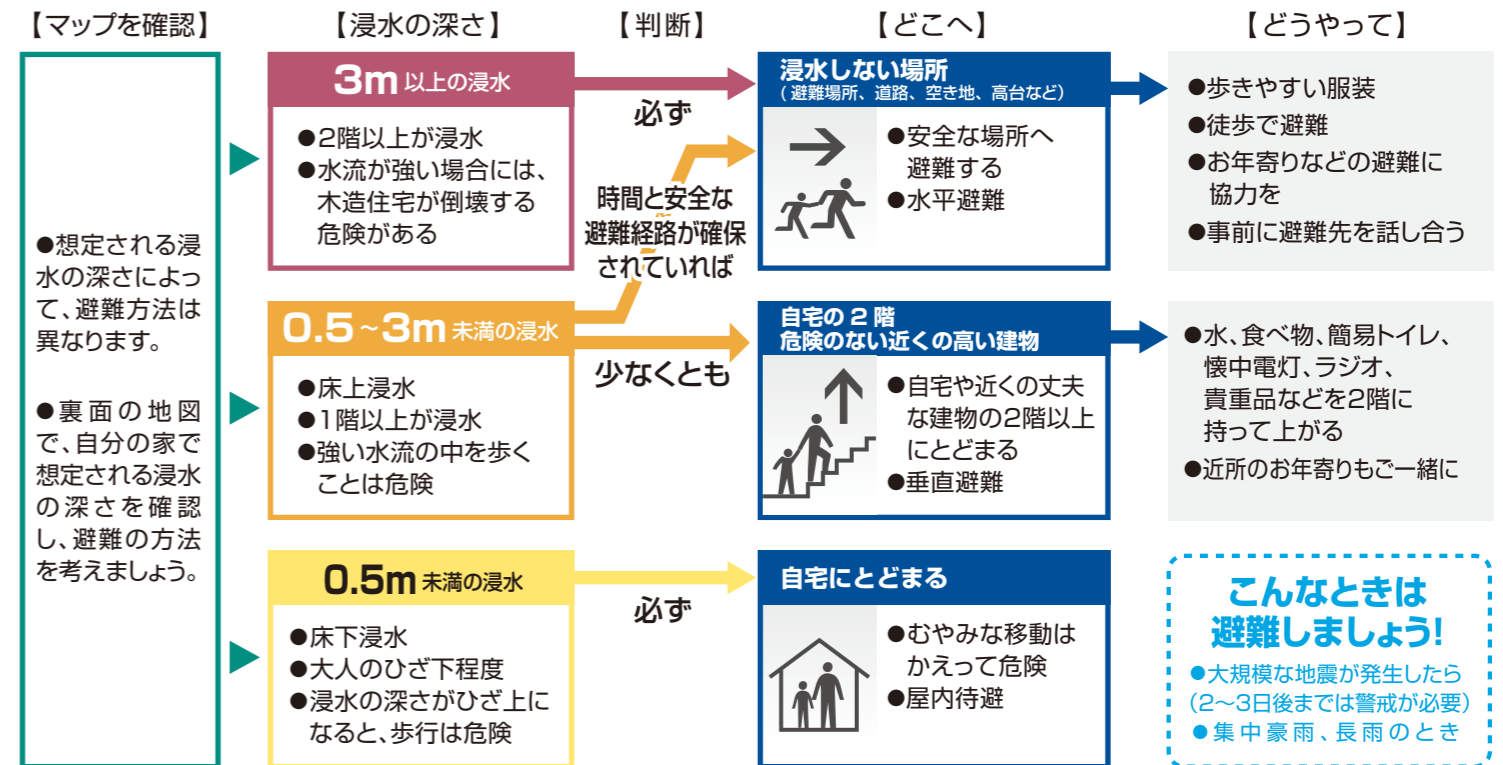 【マップを確認】
【浸水の深さ】
【判断】
【どこへ】
【どうやって】
●想定される浸
水の深さによっ
て、避難方法は
異なります。
●裏面の地図
で、自分の家で
想定される浸水
の深さを確認
し、避難の方法
を考えましょう。
3m以上の浸水
●2階以上が浸水
●水流が強い場合には、
木造住宅が倒壊する
危険がある
必ず
時間と安全な
避難経路が確保
されていれば
浸水しない場所
(避難場所、道路、空き地、高台など)
●安全な場所へ
避難する
●水平避難
●歩きやすい服装
●徒歩で避難
●お年寄りなどの避難に
協力を
●事前に避難先を話し合う
0.5～3m未満の浸水
●床上浸水
●1階以上が浸水
●強い水流の中を歩く
ことは危険
少なくとも
自宅の2階
危険のない近くの高い建物
●自宅や近くの丈夫
な建物の2階以上
にとどまる
●垂直避難
●水、食べ物、簡易トイレ、
懐中電灯、ラジオ、
貴重品などを2階に
持って上がる
●近所のお年寄りもご一緒に
0.5m未満の浸水
●床下浸水
●大人のひざ下程度
●浸水の深さがひざ上に
なると、歩行は危険
必ず
自宅にとどまる
●むやみな移動は
かえって危険
●屋内待避
こんなときは
避難しましょう!
●大規模な地震が発生したら
(2～3日後までは警戒が必要)
●集中豪雨、長雨のとき